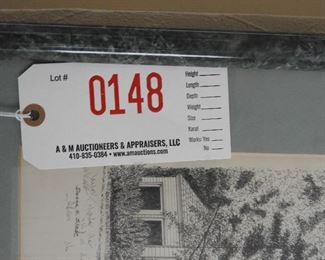 Lot #
0148
Height
Length
Depth
Weight
Size
Karat
Works: Yes
No
A & M AUCTIONEERS & APPRAISERS, LLC
410-835-0384 • www.amauctions.com